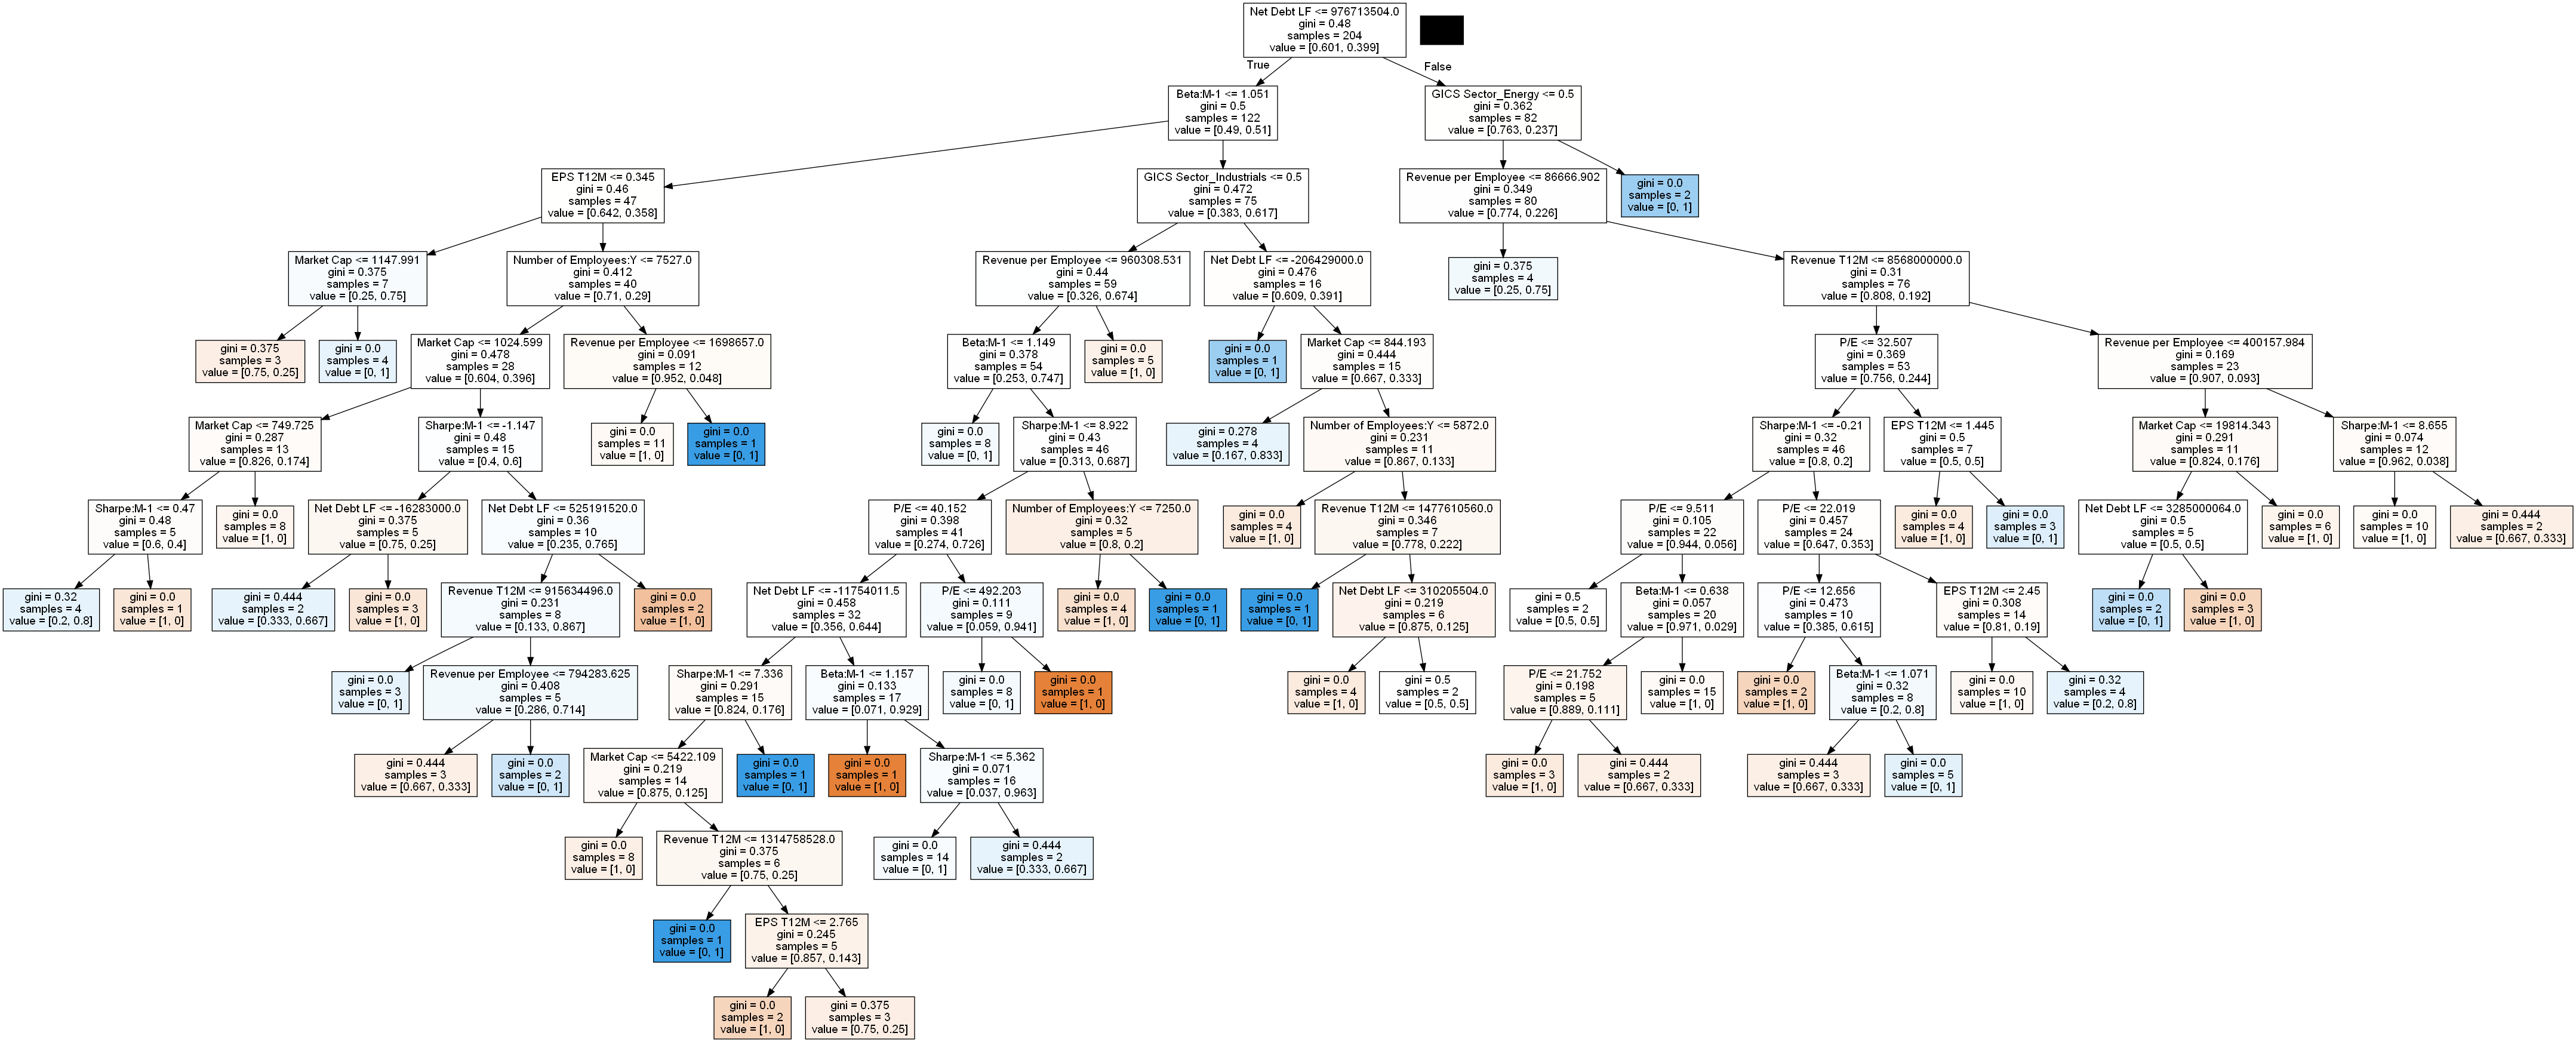 Net Debt LF <= 976713504.0
gini = 0.48
samples = 204
value = [0.601, 0.399]
True
False
Beta:M-1 <= 1.051
gini = 0.5
samples = 122
value = [0.49, 0.51]
GICS Sector_Energy <= 0.5
gini = 0.362
samples = 82
value = [0.763, 0.237]
EPS T12M <= 0.345
gini = 0.46
samples = 47
value = [0.642, 0.358]
GICS Sector_Industrials <= 0.5
gini = 0.472
samples = 75
value = [0.383, 0.617]
Revenue per Employee <= 86666.902
gini = 0.349
samples = 80
value = [0.774, 0.226]
gini = 0.0
samples = 2
value = [0, 1]
Market Cap <= 1147.991
gini = 0.375
samples = 7
value = [0.25, 0.75]
Number of Employees:Y <= 7527.0
gini = 0.412
samples = 40
value = [0.71, 0.29]
Revenue per Employee <= 960308.531
gini = 0.44
samples = 59
value = [0.326, 0.674]
Net Debt LF <= -206429000.0
gini = 0.476
samples = 16
value = [0.609, 0.391]
gini = 0.375
samples = 4
value = [0.25, 0.75]
Revenue T12M <= 8568000000.0
gini = 0.31
samples = 76
value = [0.808, 0.192]
gini = 0.375
samples = 3
value = [0.75, 0.25]
gini = 0.0
samples = 4
value = [0, 1]
Market Cap <= 1024.599
gini = 0.478
samples = 28
value = [0.604, 0.396]
Revenue per Employee <= 1698657.0
gini = 0.091
samples = 12
value = [0.952, 0.048]
Beta:M-1 <= 1.149
gini = 0.378
samples = 54
value = [0.253, 0.747]
gini = 0.0
samples = 5
value = [1, 0]
gini = 0.0
samples = 1
value = [0, 1]
Market Cap <= 844.193
gini = 0.444
samples = 15
value = [0.667, 0.333]
P/E <= 32.507
gini = 0.369
samples = 53
value = [0.756, 0.244]
Revenue per Employee <= 400157.984
gini = 0.169
samples = 23
value = [0.907, 0.093]
Market Cap <= 749.725
gini = 0.287
samples = 13
value = [0.826, 0.174]
Sharpe:M-1 <= -1.147
gini = 0.48
samples = 15
value = [0.4, 0.6]
gini = 0.0
samples = 11
value = [1, 0]
gini = 0.0
samples = 1
value = [0, 1]
gini = 0.0
samples = 8
value = [0, 1]
Sharpe:M-1 <= 8.922
gini = 0.43
samples = 46
value = [0.313, 0.687]
gini = 0.278
samples = 4
value = [0.167, 0.833]
Number of Employees:Y <= 5872.0
gini = 0.231
samples = 11
value = [0.867, 0.133]
Sharpe:M-1 <= -0.21
gini = 0.32
samples = 46
value = [0.8, 0.2]
EPS T12M <= 1.445
gini = 0.5
samples = 7
value = [0.5, 0.5]
Market Cap <= 19814.343
gini = 0.291
samples = 11
value = [0.824, 0.176]
Sharpe:M-1 <= 8.655
gini = 0.074
samples = 12
value = [0.962, 0.038]
Sharpe:M-1 <= 0.47
gini = 0.48
samples = 5
value = [0.6, 0.4]
gini = 0.0
samples = 8
value = [1, 0]
Net Debt LF <= -16283000.0
gini = 0.375
samples = 5
value = [0.75, 0.25]
Net Debt LF <= 525191520.0
gini = 0.36
samples = 10
value = [0.235, 0.765]
P/E <= 40.152
gini = 0.398
samples = 41
value = [0.274, 0.726]
Number of Employees:Y <= 7250.0
gini = 0.32
samples = 5
value = [0.8, 0.2]
gini = 0.0
samples = 4
value = [1, 0]
Revenue T12M <= 1477610560.0
gini = 0.346
samples = 7
value = [0.778, 0.222]
P/E <= 9.511
gini = 0.105
samples = 22
value = [0.944, 0.056]
P/E <= 22.019
gini = 0.457
samples = 24
value = [0.647, 0.353]
gini = 0.0
samples = 4
value = [1, 0]
gini = 0.0
samples = 3
value = [0, 1]
Net Debt LF <= 3285000064.0
gini = 0.5
samples = 5
value = [0.5, 0.5]
gini = 0.0
samples = 6
value = [1, 0]
gini = 0.0
samples = 10
value = [1, 0]
gini = 0.444
samples = 2
value = [0.667, 0.333]
gini = 0.32
samples = 4
value = [0.2, 0.8]
gini = 0.0
samples = 1
value = [1, 0]
gini = 0.444
samples = 2
value = [0.333, 0.667]
gini = 0.0
samples = 3
value = [1, 0]
Revenue T12M <= 915634496.0
gini = 0.231
samples = 8
value = [0.133, 0.867]
gini = 0.0
samples = 2
value = [1, 0]
Net Debt LF <= -11754011.5
gini = 0.458
samples = 32
value = [0.356, 0.644]
P/E <= 492.203
gini = 0.111
samples = 9
value = [0.059, 0.941]
gini = 0.0
samples = 4
value = [1, 0]
gini = 0.0
samples = 1
value = [0, 1]
gini = 0.0
samples = 1
value = [0, 1]
Net Debt LF <= 310205504.0
gini = 0.219
samples = 6
value = [0.875, 0.125]
gini = 0.5
samples = 2
value = [0.5, 0.5]
Beta:M-1 <= 0.638
gini = 0.057
samples = 20
value = [0.971, 0.029]
P/E <= 12.656
gini = 0.473
samples = 10
value = [0.385, 0.615]
EPS T12M <= 2.45
gini = 0.308
samples = 14
value = [0.81, 0.19]
gini = 0.0
samples = 2
value = [0, 1]
gini = 0.0
samples = 3
value = [1, 0]
gini = 0.0
samples = 3
value = [0, 1]
Revenue per Employee <= 794283.625
gini = 0.408
samples = 5
value = [0.286, 0.714]
Sharpe:M-1 <= 7.336
gini = 0.291
samples = 15
value = [0.824, 0.176]
Beta:M-1 <= 1.157
gini = 0.133
samples = 17
value = [0.071, 0.929]
gini = 0.0
samples = 8
value = [0, 1]
gini = 0.0
samples = 1
value = [1, 0]
gini = 0.0
samples = 4
value = [1, 0]
gini = 0.5
samples = 2
value = [0.5, 0.5]
P/E <= 21.752
gini = 0.198
samples = 5
value = [0.889, 0.111]
gini = 0.0
samples = 15
value = [1, 0]
gini = 0.0
samples = 2
value = [1, 0]
Beta:M-1 <= 1.071
gini = 0.32
samples = 8
value = [0.2, 0.8]
gini = 0.0
samples = 10
value = [1, 0]
gini = 0.32
samples = 4
value = [0.2, 0.8]
gini = 0.444
samples = 3
value = [0.667, 0.333]
gini = 0.0
samples = 2
value = [0, 1]
Market Cap <= 5422.109
gini = 0.219
samples = 14
value = [0.875, 0.125]
gini = 0.0
samples = 1
value = [0, 1]
gini = 0.0
samples = 1
value = [1, 0]
Sharpe:M-1 <= 5.362
gini = 0.071
samples = 16
value = [0.037, 0.963]
gini = 0.0
samples = 3
value = [1, 0]
gini = 0.444
samples = 2
value = [0.667, 0.333]
gini = 0.444
samples = 3
value = [0.667, 0.333]
gini = 0.0
samples = 5
value = [0, 1]
gini = 0.0
samples = 8
value = [1, 0]
Revenue T12M <= 1314758528.0
gini = 0.375
samples = 6
value = [0.75, 0.25]
gini = 0.0
samples = 14
value = [0, 1]
gini = 0.444
samples = 2
value = [0.333, 0.667]
gini = 0.0
samples = 1
value = [0, 1]
EPS T12M <= 2.765
gini = 0.245
samples = 5
value = [0.857, 0.143]
gini = 0.0
samples = 2
value = [1, 0]
gini = 0.375
samples = 3
value = [0.75, 0.25]